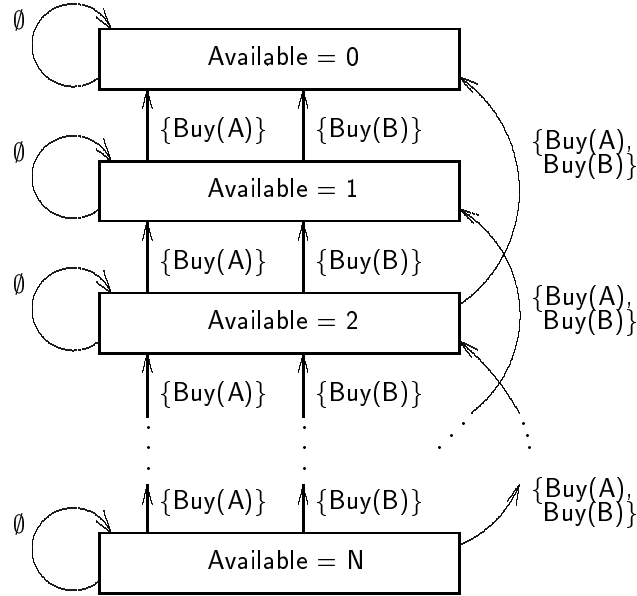 ∅
Available = 0
{Buy(A)} {Buy(B)}
{Buy(A),
Buy(B)}
∅
Available = 1
{Buy(A)} {Buy(B)}
∅
{Buy(A),
Buy(B)}
Available = 2
{Buy(A)} {Buy(B)}
{Buy(A),
Buy(B)}
{Buy(A)} {Buy(B)}
∅
Available = N